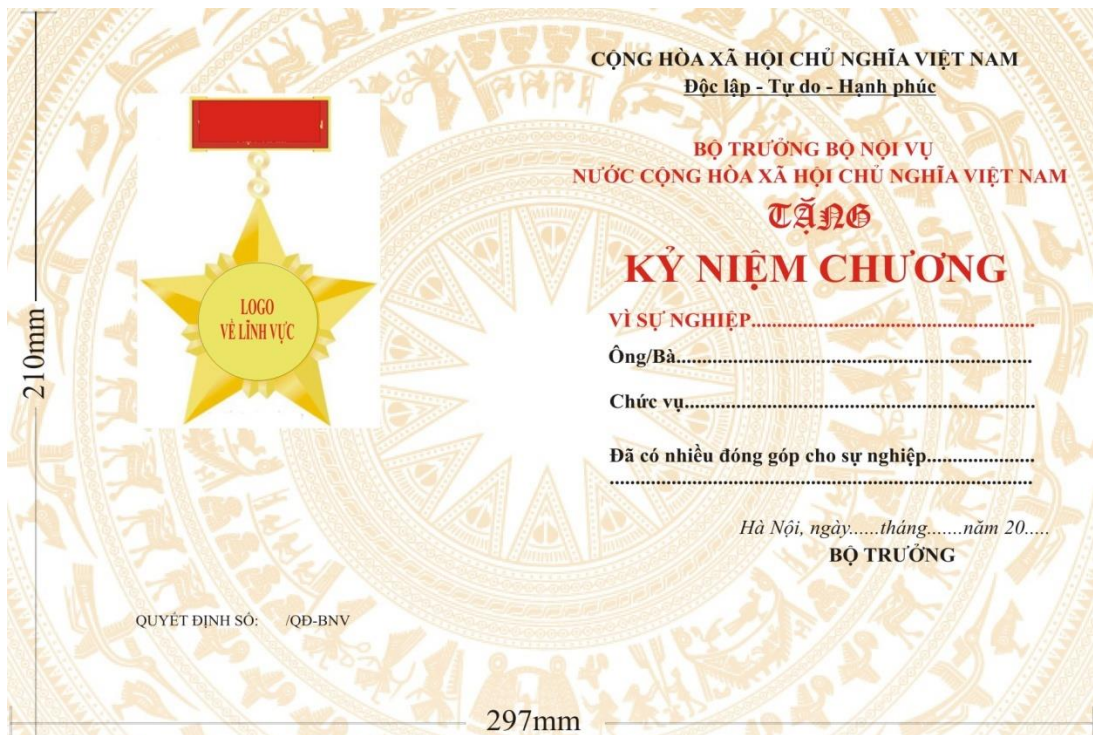 CỘNG HÒA XÃ HỘI CHỦ NGHĨA VIỆT NAM
Độc lập - Tự do - Hạnh phúc
BỘ TRƯỞNG BỘ NỘI VỤ
NƯỚC CỘNG HÒA XÃ HỘI CHỦ NGHĨA VIỆT NAM
TẶNG
KỶ NIỆM CHƯƠNG
VÌ SỰ NGHIỆP................................................
Ông/Bà............................................................
Chức vụ...........................................................
Đã có nhiều đóng góp cho sự nghiệp..................
.......................................................................
Hà Nội, ngày......tháng.......năm 20.....
BỘ TRƯỞNG
LOGO
VỀ LĨNH VỰC
QUYẾT ĐỊNH SỐ: /QĐ-BNV
210mm
297mm